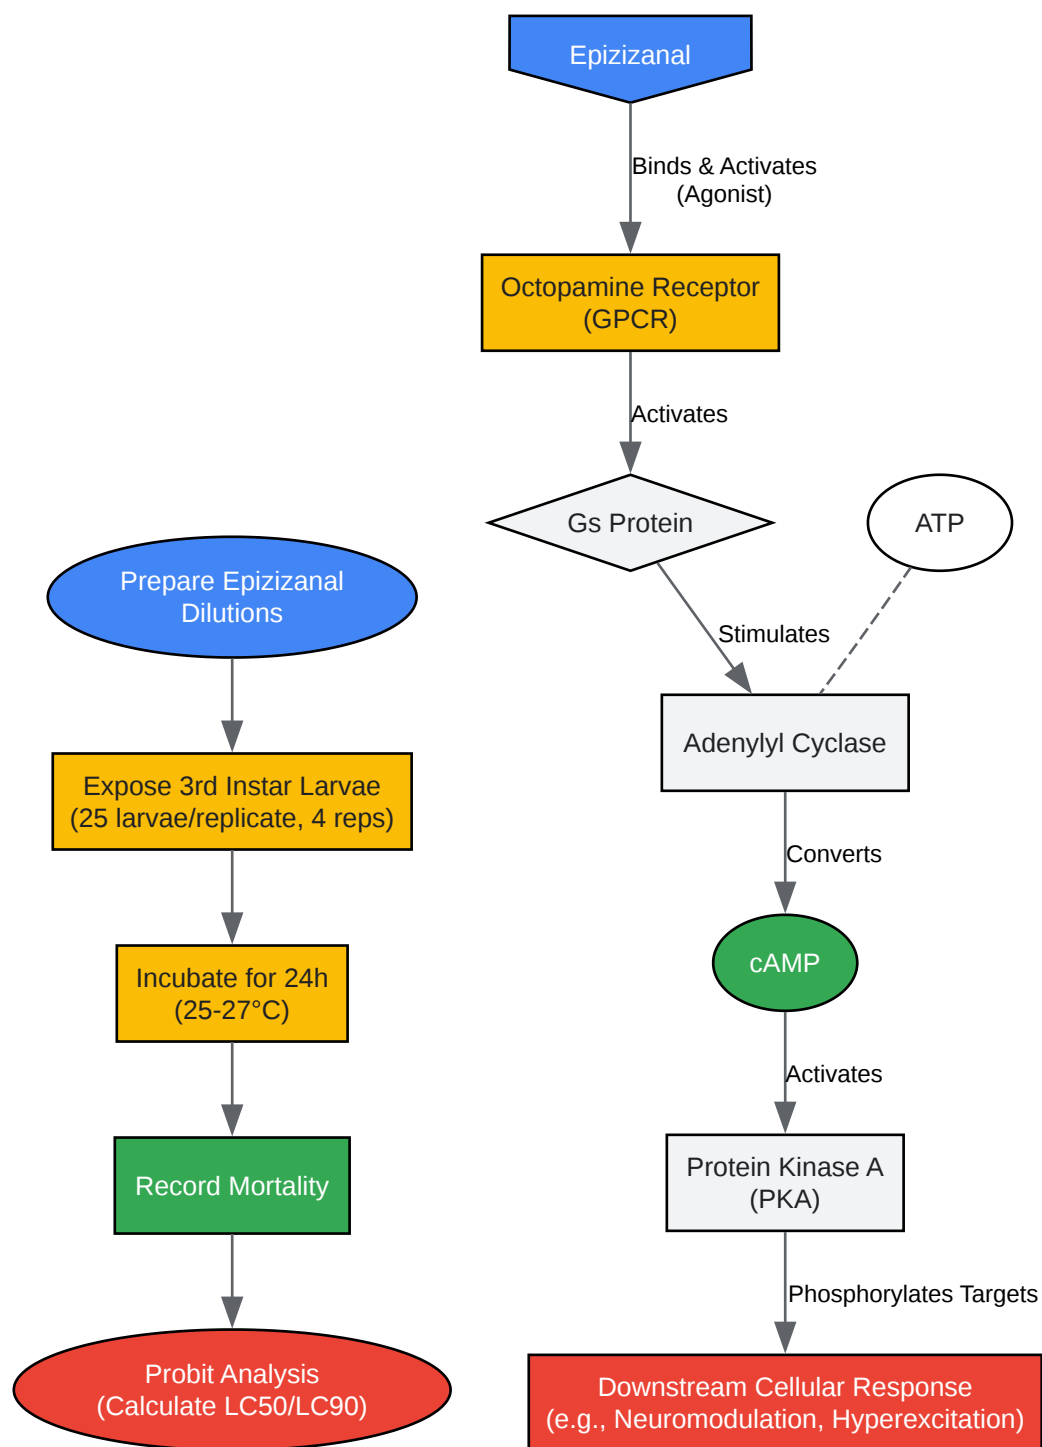 Epizizanal
Binds & Activates
(Agonist)
Octopamine Receptor
(GPCR)
Activates
Gs Protein
ATP
Stimulates
Adenylyl Cyclase
Converts
cAMP
Activates
Protein Kinase A
(PKA)
Phosphorylates Targets
Downstream Cellular Response
(e.g., Neuromodulation, Hyperexcitation)
Prepare Epizizanal
Dilutions
Expose 3rd Instar Larvae
(25 larvae/replicate, 4 reps)
Incubate for 24h
(25-27°C)
Record Mortality
Probit Analysis
(Calculate LC50/LC90)